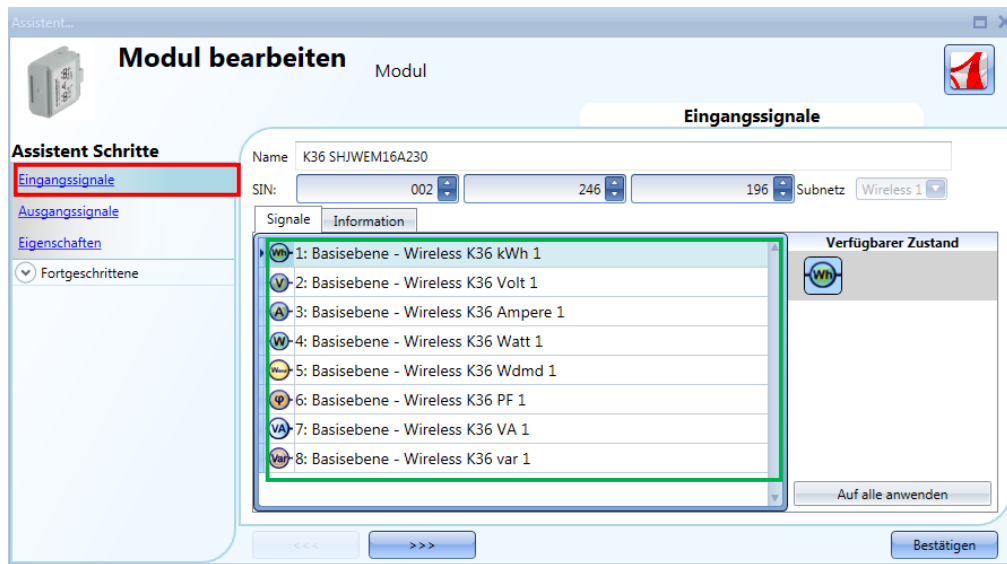 Assistent...
Modul bearbeiten Modul
Eingangssignale
Assistent Schritte
Eingangssignale
Ausgangssignale
Eigenschaften
Fortgeschrittene
Name K36 SHJWEM16A230
SIN: 002 246 196 Subnetz Wireless 1
Signale Information
Wh 1: Basisebene - Wireless K36 kWh 1
V 2: Basisebene - Wireless K36 Volt 1
A 3: Basisebene - Wireless K36 Ampere 1
W 4: Basisebene - Wireless K36 Watt 1
5: Basisebene - Wireless K36 Wdmd 1
φ 6: Basisebene - Wireless K36 PF 1
VA 7: Basisebene - Wireless K36 VA 1
Var 8: Basisebene - Wireless K36 var 1
Verfügbarer Zustand
Wh
Auf alle anwenden
<<< >>> Bestätigen